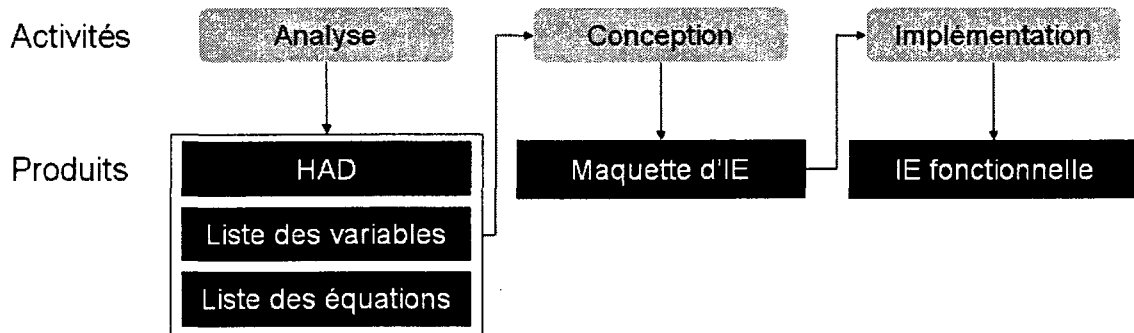 Activités
Analyse
Conception
Implémentation
Produits
HAD
Maquette d'IE
IE fonctionnelle
Liste des variables
Liste des équations